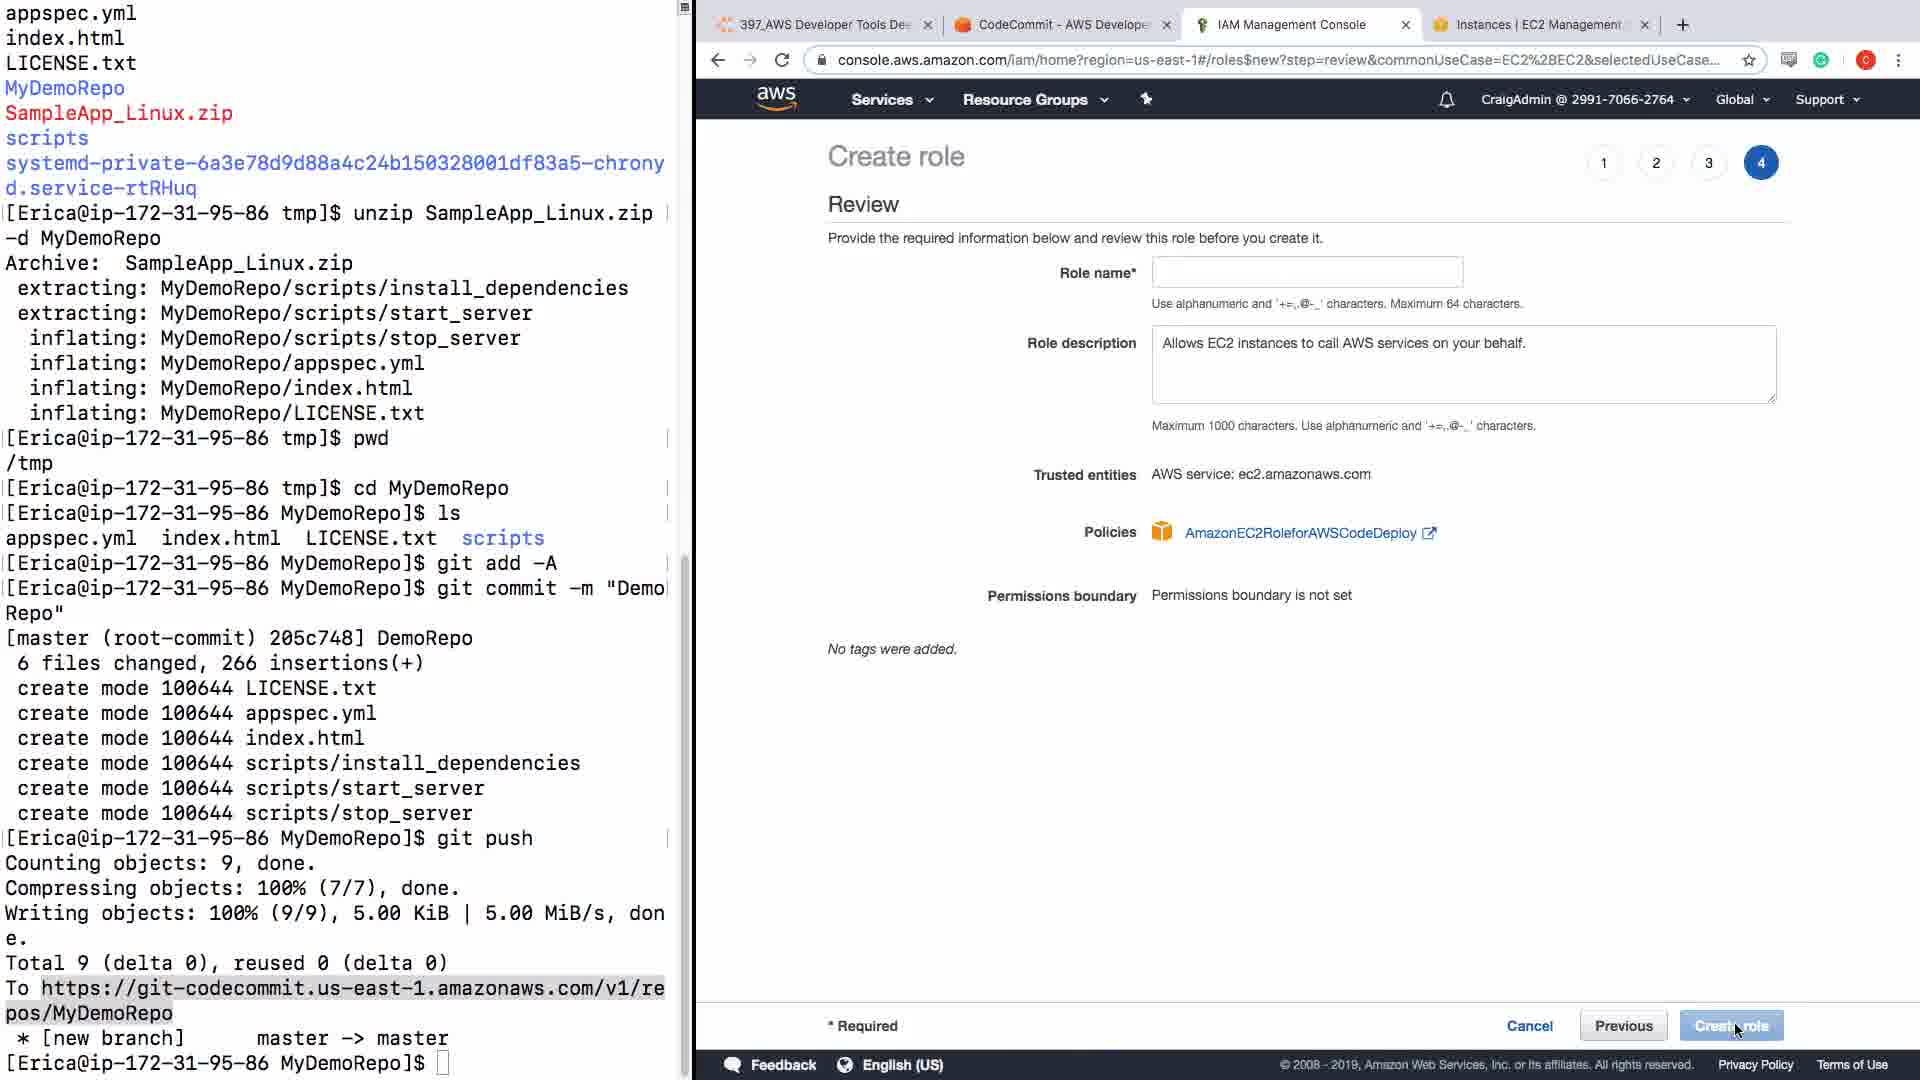 appspec.yml
index.html
LICENSE.txt
MyDemoRepo
SampleApp_Linux.zip
scripts
systemd-private-6a3e78d9d88a4c24b150328001df83a5-chrony
d.service-rtRHuq
[Erica@ip-172-31-95-86 tmp]$ unzip SampleApp_Linux.zip
-d MyDemoRepo
Archive:  SampleApp_Linux.zip
 extracting: MyDemoRepo/scripts/install_dependencies
 extracting: MyDemoRepo/scripts/start_server
  inflating: MyDemoRepo/scripts/stop_server
  inflating: MyDemoRepo/appspec.yml
  inflating: MyDemoRepo/index.html
  inflating: MyDemoRepo/LICENSE.txt
[Erica@ip-172-31-95-86 tmp]$ pwd
/tmp
[Erica@ip-172-31-95-86 tmp]$ cd MyDemoRepo
[Erica@ip-172-31-95-86 MyDemoRepo]$ ls
appspec.yml  index.html  LICENSE.txt  scripts
[Erica@ip-172-31-95-86 MyDemoRepo]$ git add -A
[Erica@ip-172-31-95-86 MyDemoRepo]$ git commit -m "Demo
Repo"
[master (root-commit) 205c748] DemoRepo
 6 files changed, 266 insertions(+)
 create mode 100644 LICENSE.txt
 create mode 100644 appspec.yml
 create mode 100644 index.html
 create mode 100644 scripts/install_dependencies
 create mode 100644 scripts/start_server
 create mode 100644 scripts/stop_server
[Erica@ip-172-31-95-86 MyDemoRepo]$ git push
Counting objects: 9, done.
Compressing objects: 100% (7/7), done.
Writing objects: 100% (9/9), 5.00 KiB | 5.00 MiB/s, don
e.
Total 9 (delta 0), reused 0 (delta 0)
To https://git-codecommit.us-east-1.amazonaws.com/v1/re
pos/MyDemoRepo
 * [new branch]      master -> master
[Erica@ip-172-31-95-86 MyDemoRepo]$
397_AWS Developer Tools Dee
CodeCommit - AWS Develope
IAM Management Console
Instances | EC2 Management
console.aws.amazon.com/iam/home?region=us-east-1#/roles$new?step=review&commonUseCase=EC2%2BEC2&selectedUseCase...
C
aws
Services
Resource Groups
CraigAdmin @ 2991-7066-2764
Global
Support
Create role
1 2 3 4
Review
Provide the required information below and review this role before you create it.
Role name*
Use alphanumeric and '+=,.@-_' characters. Maximum 64 characters.
Role description
Allows EC2 instances to call AWS services on your behalf.
Maximum 1000 characters. Use alphanumeric and '+=,.@-_' characters.
Trusted entities AWS service: ec2.amazonaws.com
Policies AmazonEC2RoleforAWSCodeDeploy
Permissions boundary Permissions boundary is not set
No tags were added.
* Required
Cancel
Previous
Create role
Feedback
English (US)
© 2008 - 2019, Amazon Web Services, Inc. or its affiliates. All rights reserved.
Privacy Policy
Terms of Use